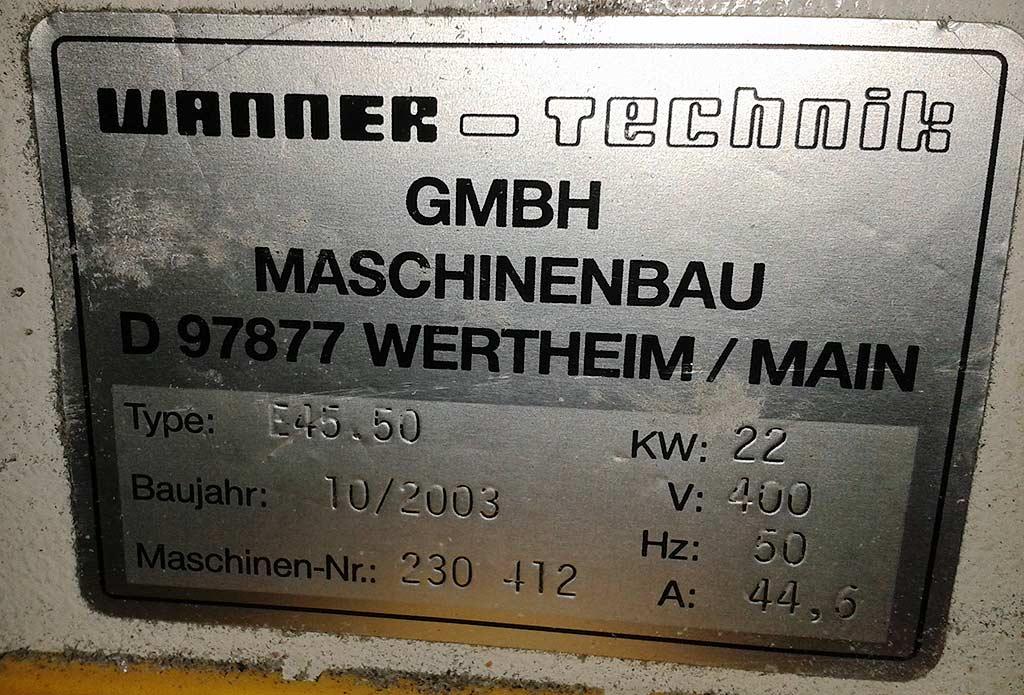 WANNER - Technik
GMBH
MASCHINENBAU
D 97877 WERTHEIM / MAIN
Type: E45.50
KW: 22
Baujahr: 10/2003
V: 400
Maschinen-Nr.: 230 412
Hz: 50
A: 44,6